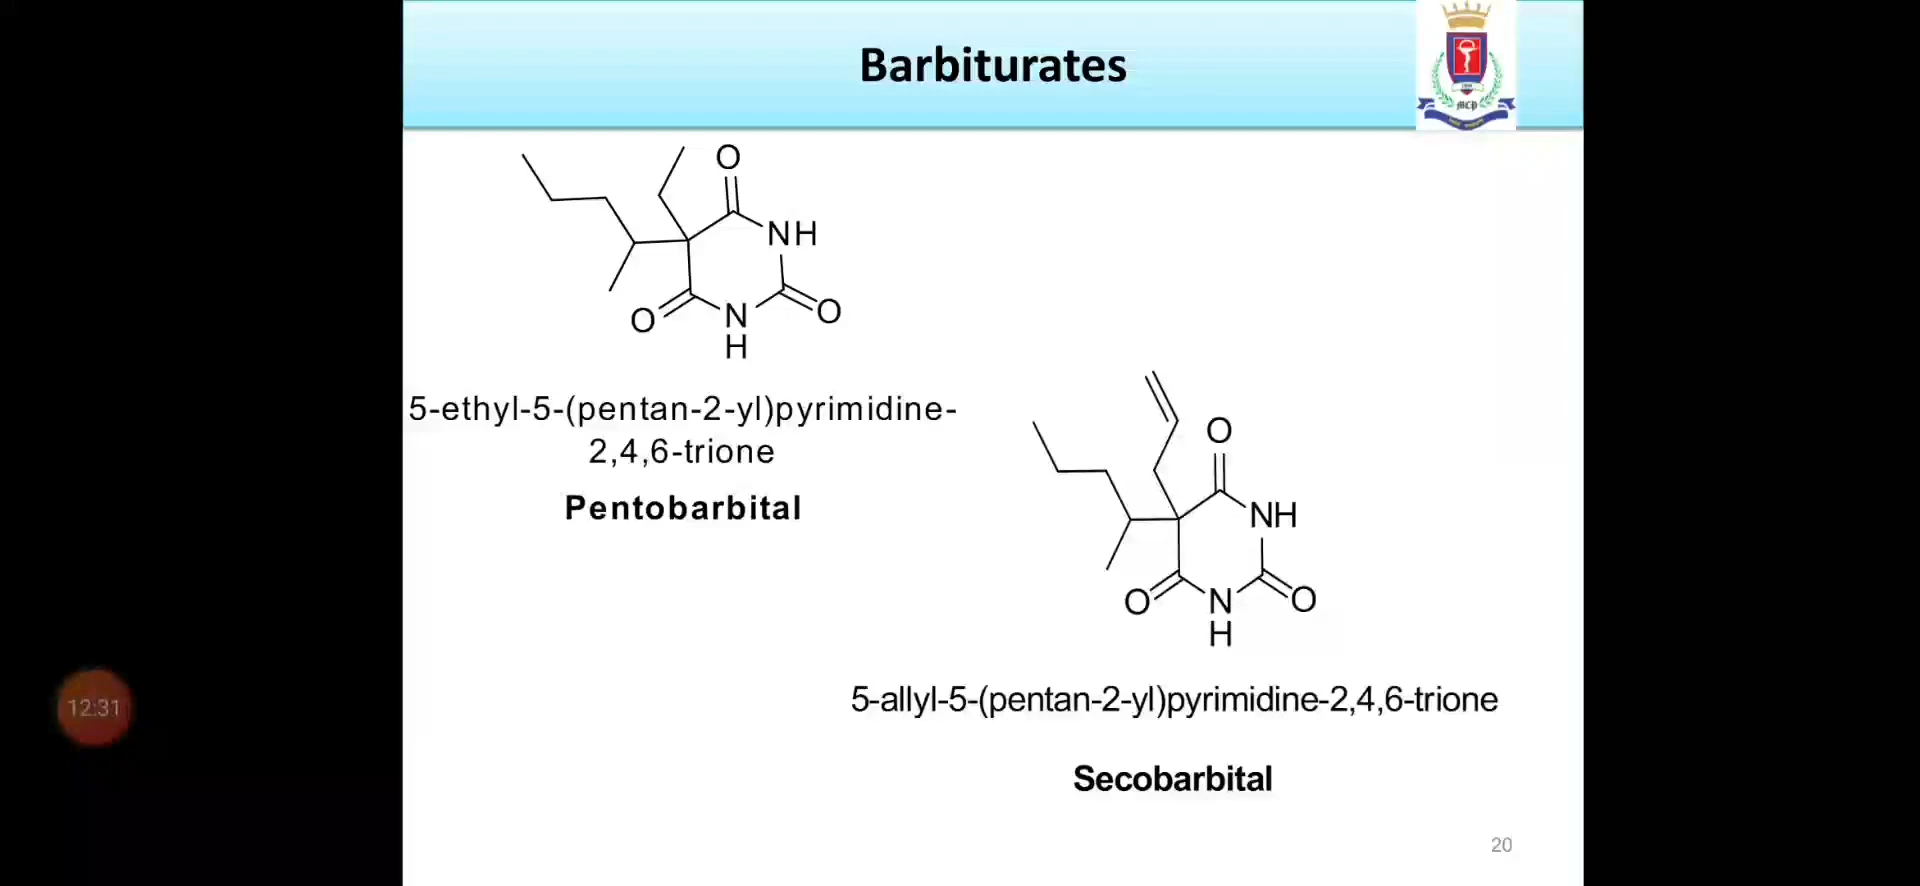 Barbiturates
MCP
O
NH
O
N
H
O
5-ethyl-5-(pentan-2-yl)pyrimidine-
2,4,6-trione
Pentobarbital
O
NH
O
N
H
O
5-allyl-5-(pentan-2-yl)pyrimidine-2,4,6-trione
Secobarbital
12:31
20